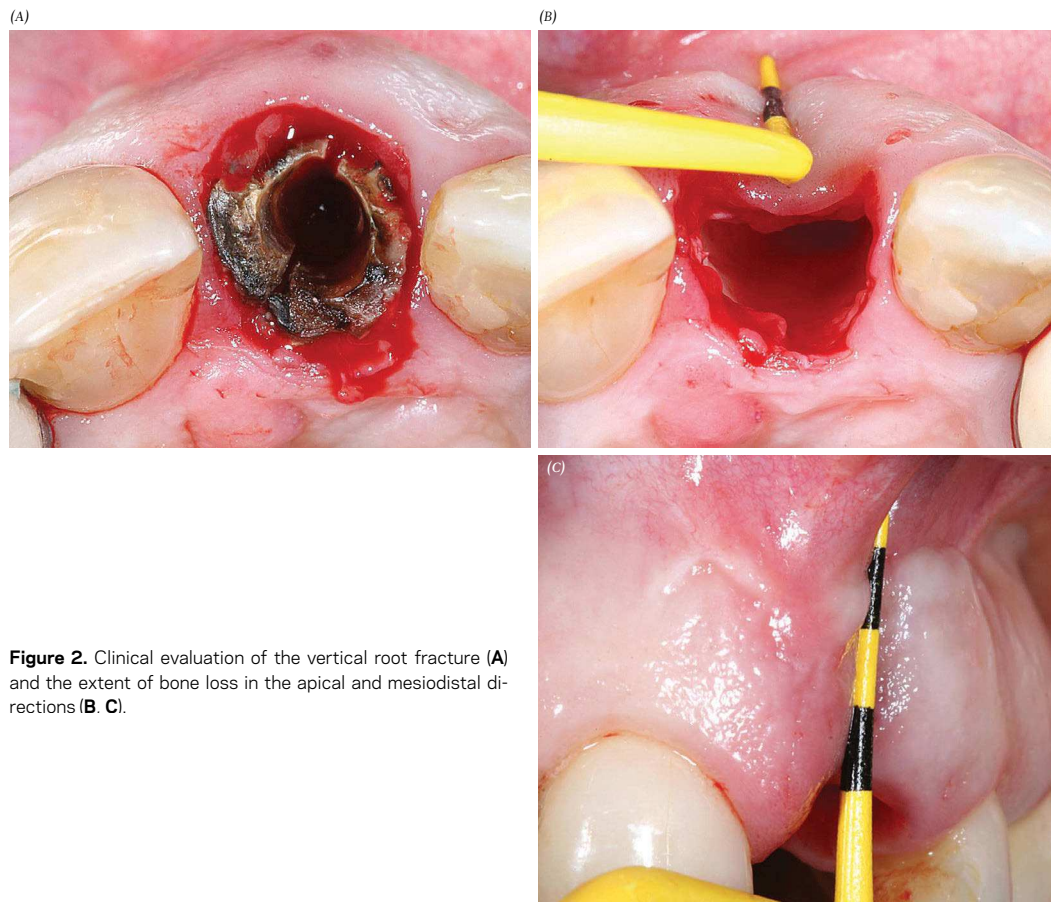 (A)
(B)
(C)
Figure 2. Clinical evaluation of the vertical root fracture (A)
and the extent of bone loss in the apical and mesiodistal di-
rections (B. C).